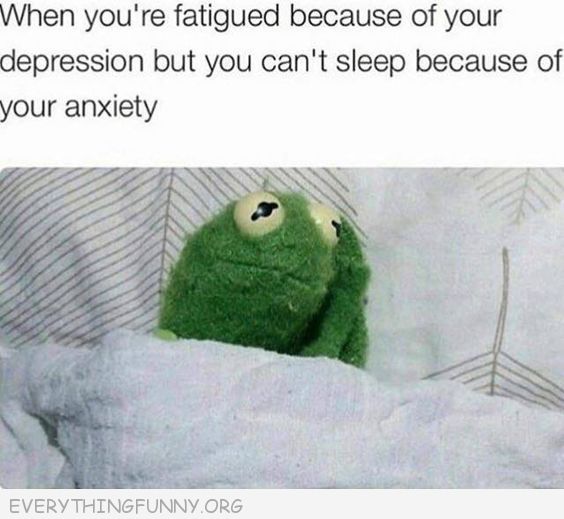 When you're fatigued because of your
depression but you can't sleep because of
your anxiety
EVERYTHINGFUNNY.ORG